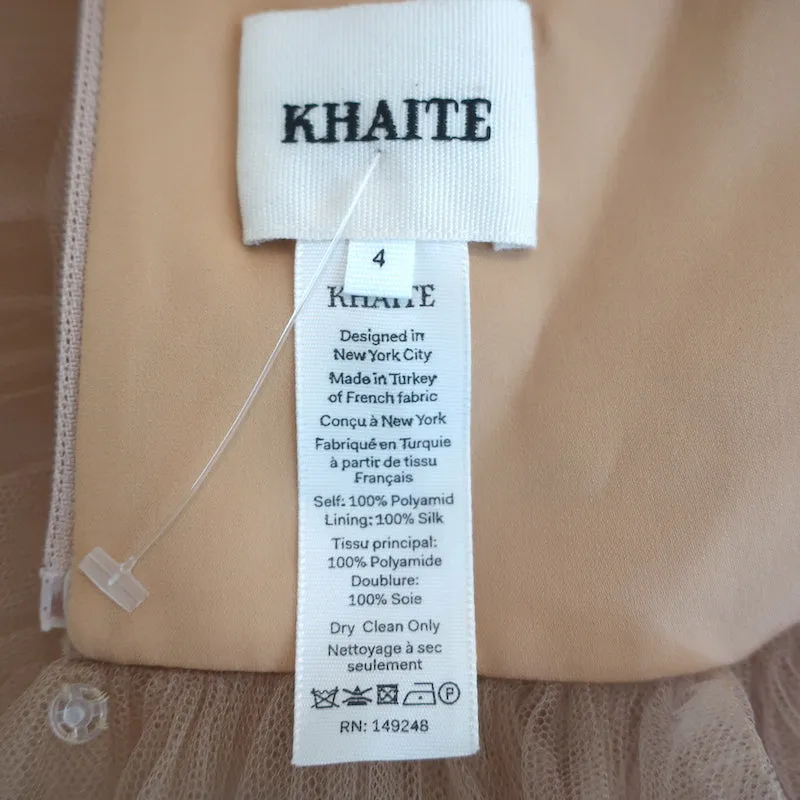 KHAITE
4
KHAITE
Designed in
New York City
Made in Turkey
of French fabric
Conçu à New York
Fabriqué en Turquie
à partir de tissu
Français
Self: 100% Polyamid
Lining: 100% Silk
Tissu principal:
100% Polyamide
Doublure:
100% Soie
Dry Clean Only
Nettoyage à sec
seulement
P
RN: 149248